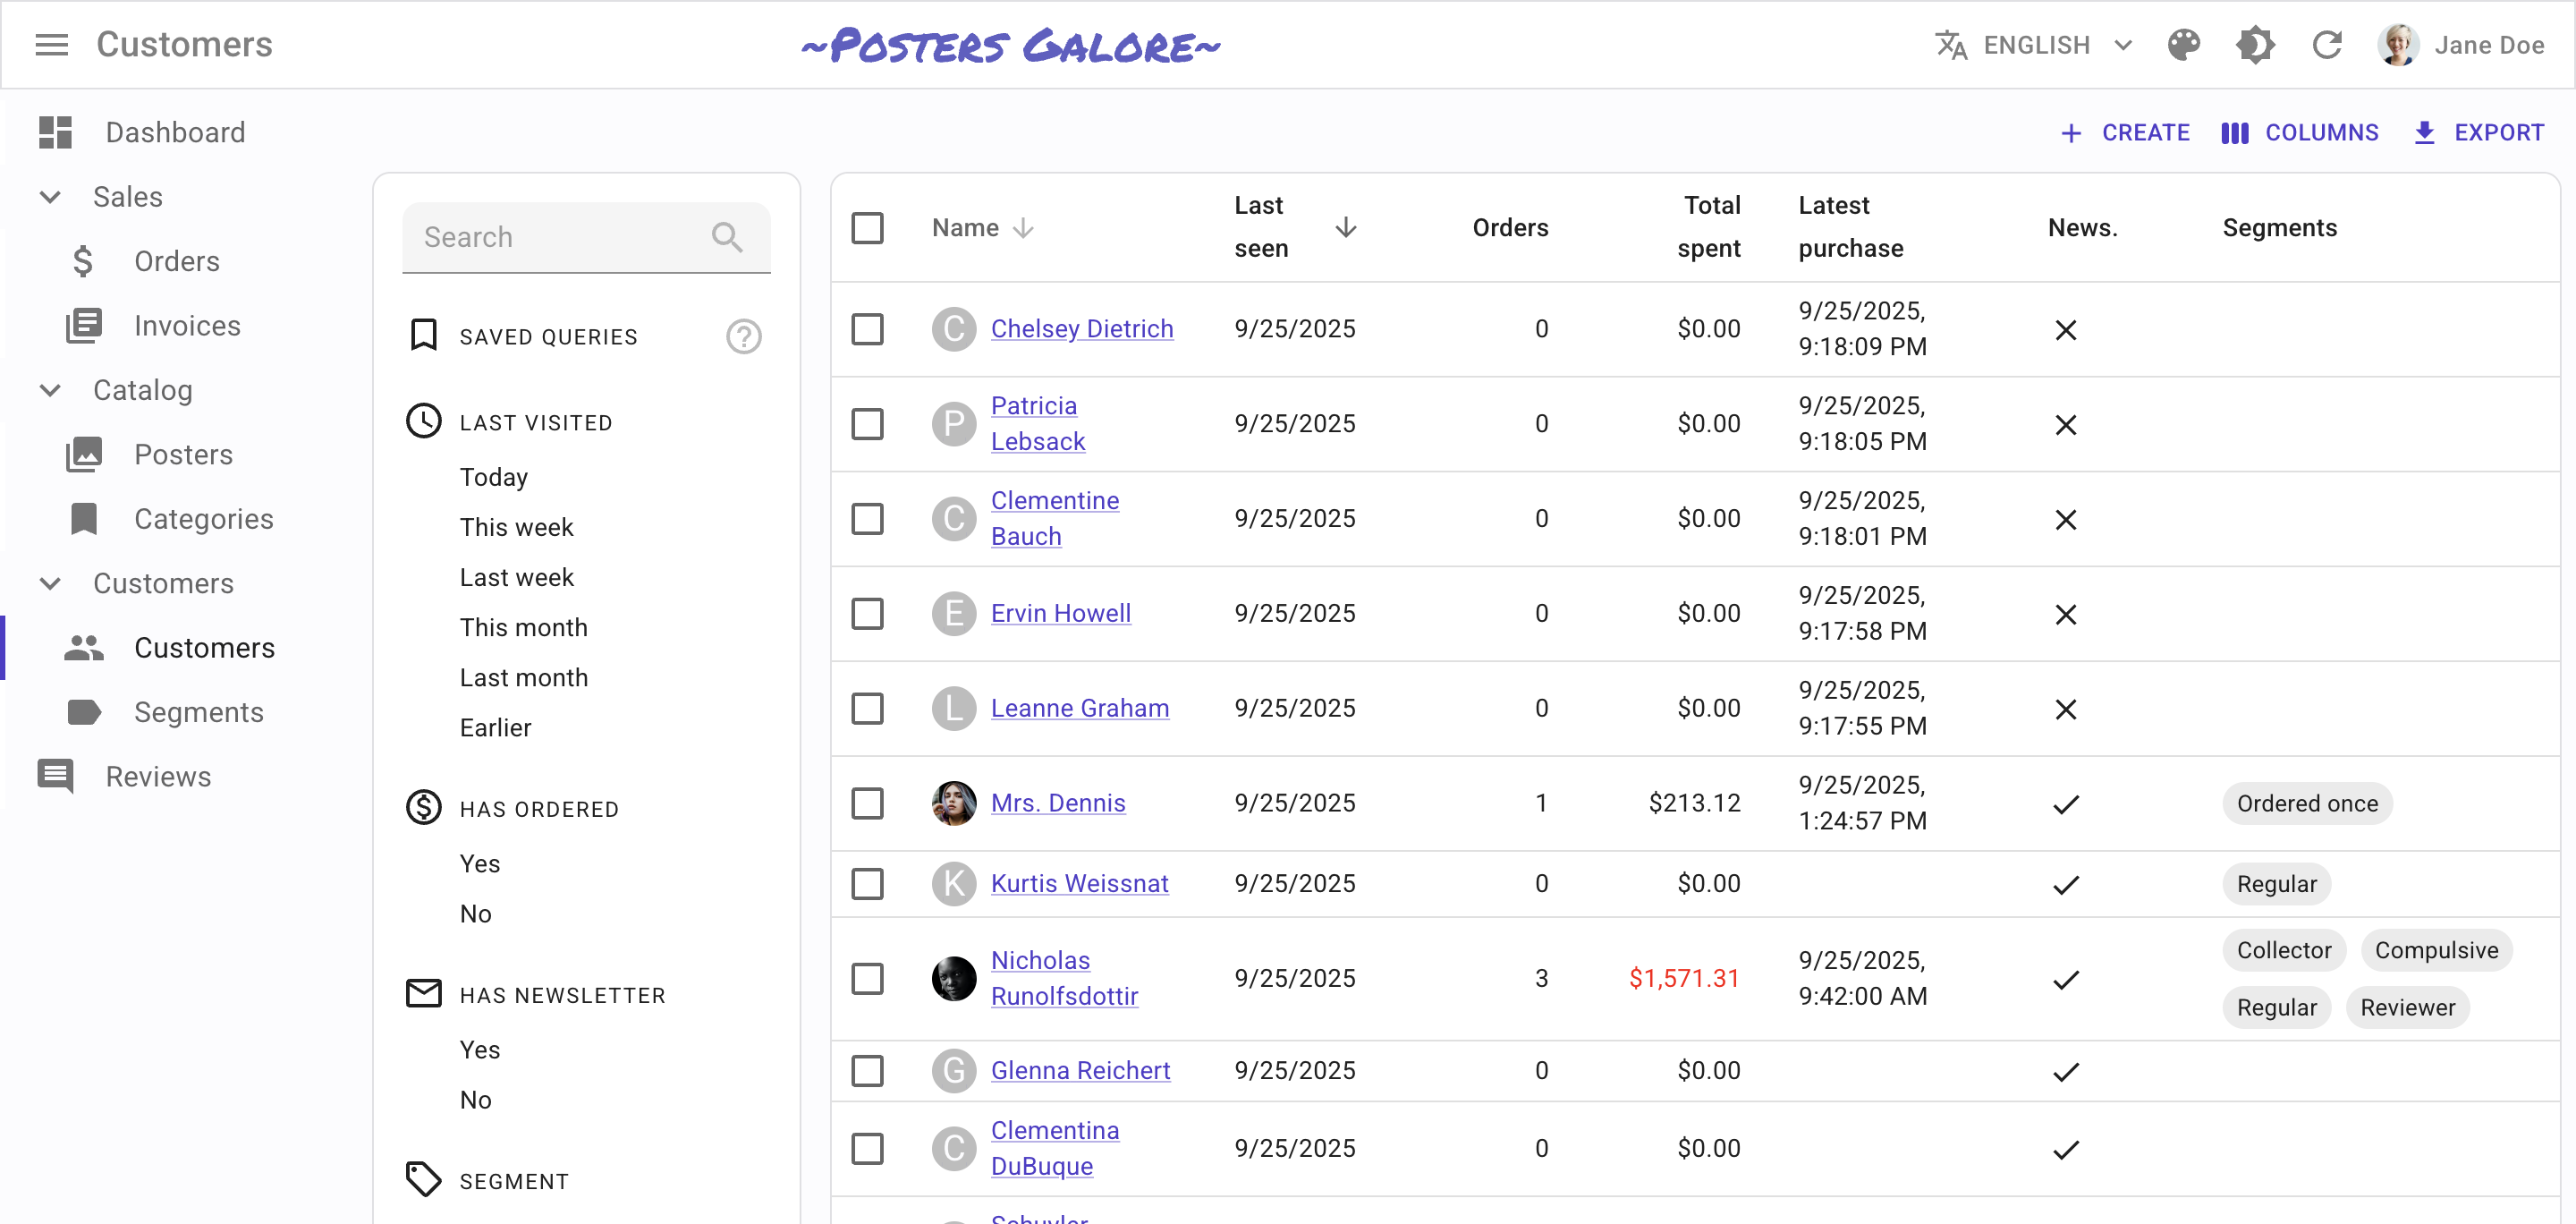 Customers
~Posters Galore~
ENGLISH
Jane Doe
Dashboard
Sales
Orders
Invoices
Catalog
Posters
Categories
Customers
Customers
Segments
Reviews
CREATE
COLUMNS
EXPORT
Search
SAVED QUERIES
?
LAST VISITED
Today
This week
Last week
This month
Last month
Earlier
HAS ORDERED
Yes
No
HAS NEWSLETTER
Yes
No
SEGMENT
Name
Last
seen
Orders
Total
spent
Latest
purchase
News.
Segments
C
Chelsey Dietrich
9/25/2025
0
$0.00
9/25/2025,
9:18:09 PM
P
Patricia
Lebsack
9/25/2025
0
$0.00
9/25/2025,
9:18:05 PM
C
Clementine
Bauch
9/25/2025
0
$0.00
9/25/2025,
9:18:01 PM
E
Ervin Howell
9/25/2025
0
$0.00
9/25/2025,
9:17:58 PM
L
Leanne Graham
9/25/2025
0
$0.00
9/25/2025,
9:17:55 PM
Mrs. Dennis
9/25/2025
1
$213.12
9/25/2025,
1:24:57 PM
Ordered once
K
Kurtis Weissnat
9/25/2025
0
$0.00
Regular
Nicholas
Runolfsdottir
9/25/2025
3
$1,571.31
9/25/2025,
9:42:00 AM
Collector
Compulsive
Regular
Reviewer
G
Glenna Reichert
9/25/2025
0
$0.00
C
Clementina
DuBuque
9/25/2025
0
$0.00